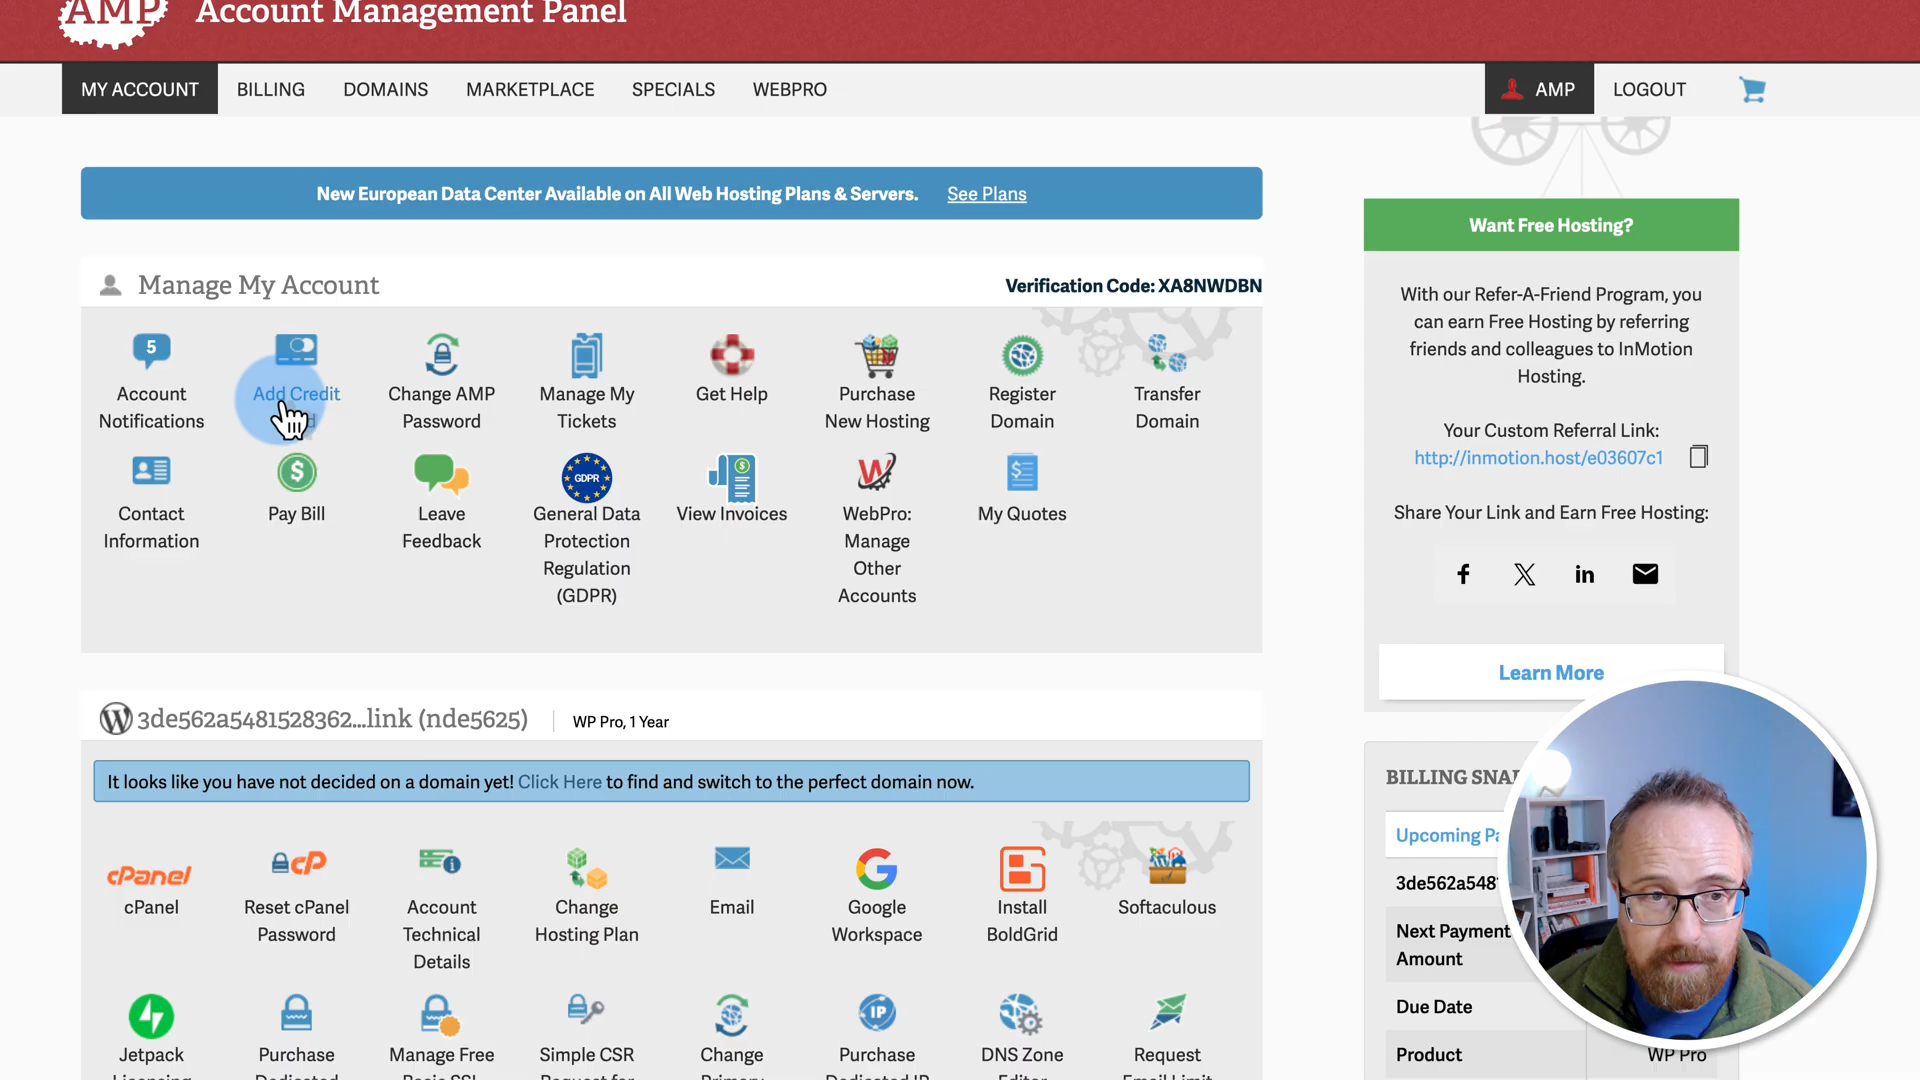 AMP Account Management Panel
MY ACCOUNT BILLING DOMAINS MARKETPLACE SPECIALS WEBPRO AMP LOGOUT
New European Data Center Available on All Web Hosting Plans & Servers. See Plans
Manage My Account Verification Code: XA8NWDBN
5
Account Notifications
Add Credit
Change AMP Password
Manage My Tickets
Get Help
Purchase New Hosting
Register Domain
Transfer Domain
Contact Information
$
Pay Bill
Leave Feedback
GDPR
General Data Protection Regulation (GDPR)
$
View Invoices
W
WebPro: Manage Other Accounts
$
My Quotes
3de562a5481528362...link (nde5625) WP Pro, 1 Year
It looks like you have not decided on a domain yet! Click Here to find and switch to the perfect domain now.
cPanel
cPanel
cP
Reset cPanel Password
Account Technical Details
Change Hosting Plan
Email
G
Google Workspace
Install BoldGrid
Softaculous
Jetpack
Purchase
Manage Free
Simple CSR
Change
IP
Purchase
DNS Zone
Request
Want Free Hosting?
With our Refer-A-Friend Program, you
can earn Free Hosting by referring
friends and colleagues to InMotion
Hosting.
Your Custom Referral Link:
http://inmotion.host/e03607c1
Share Your Link and Earn Free Hosting:
f X in
Learn More
BILLING
Upcoming
3de562a548
Next Payment
Amount
Due Date
Product WP Pro